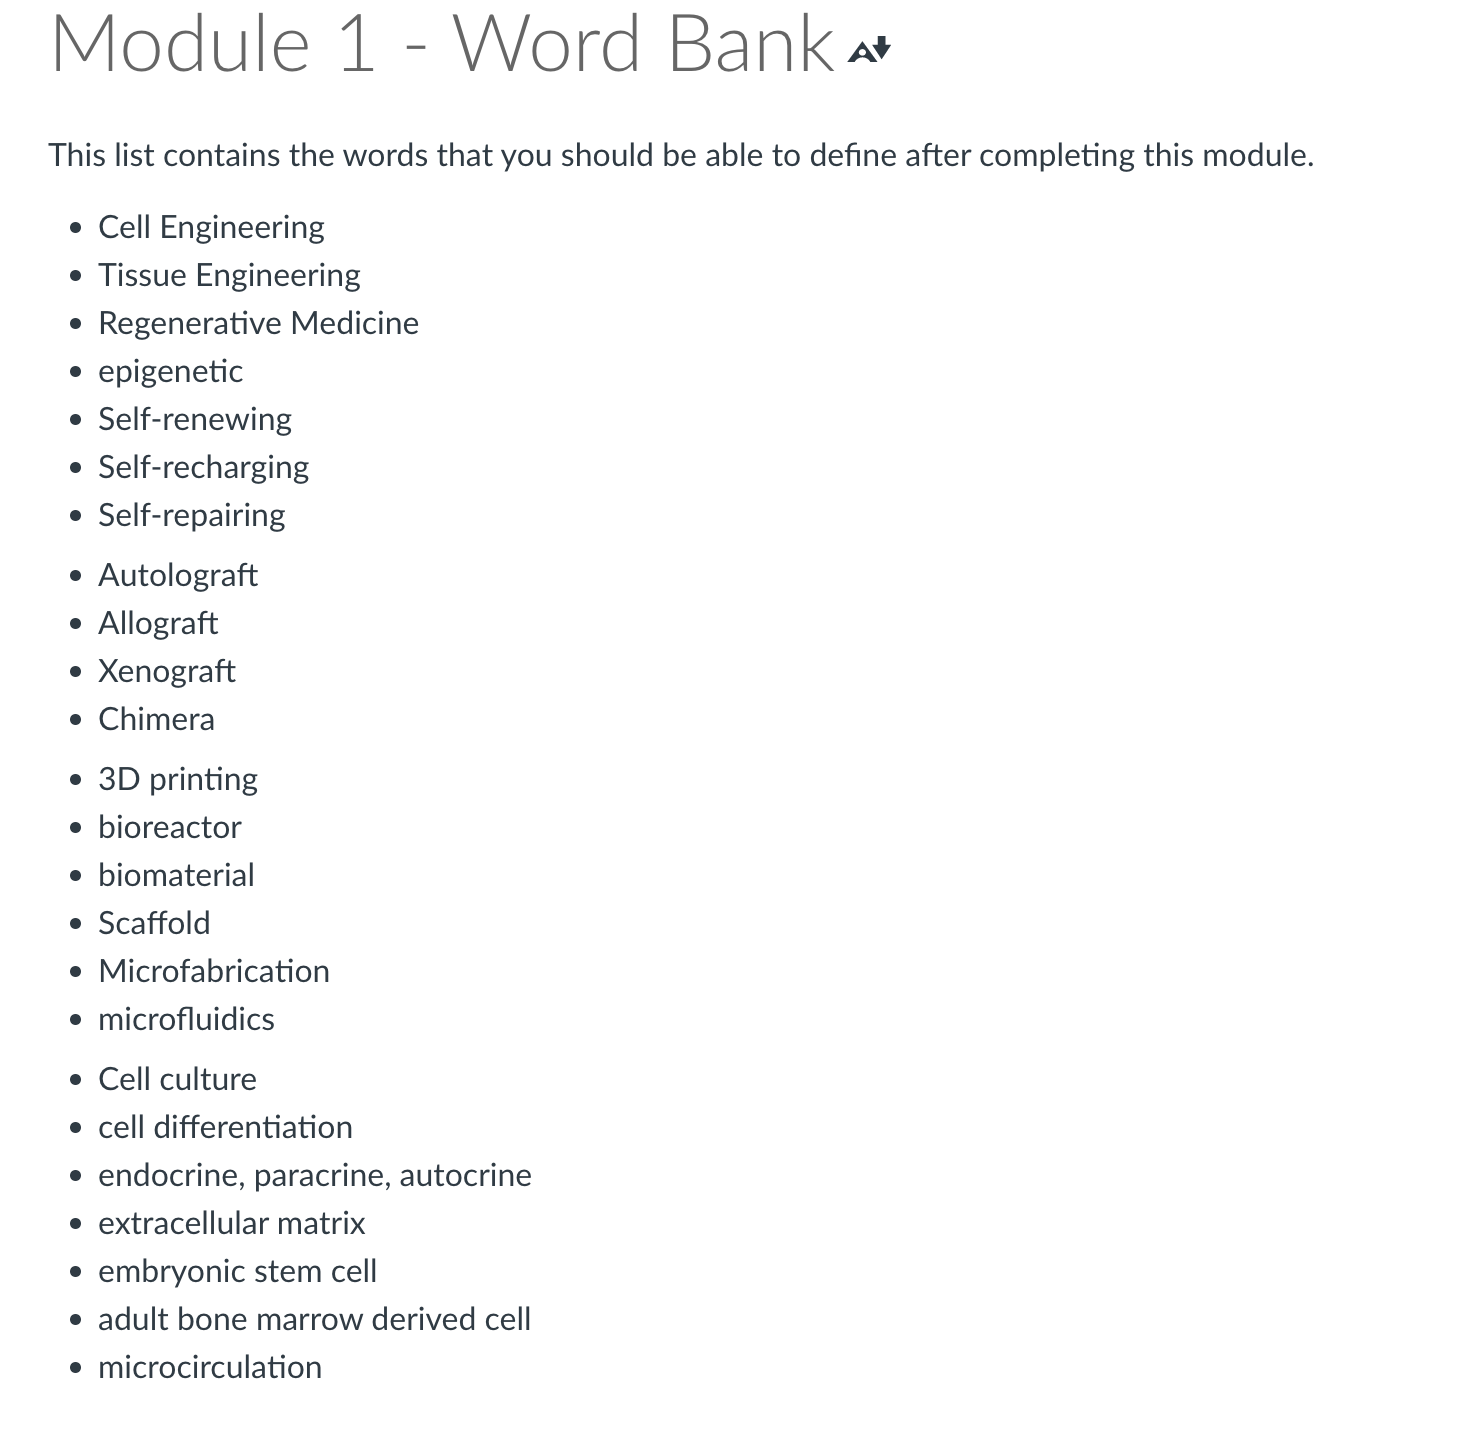 Module 1 - Word Bank
This list contains the words that you should be able to define after completing this module.
• Cell Engineering
• Tissue Engineering
• Regenerative Medicine
• epigenetic
• Self-renewing
• Self-recharging
• Self-repairing
• Autolograft
• Allograft
• Xenograft
• Chimera
• 3D printing
• bioreactor
• biomaterial
• Scaffold
• Microfabrication
• microfluidics
• Cell culture
• cell differentiation
• endocrine, paracrine, autocrine
• extracellular matrix
• embryonic stem cell
• adult bone marrow derived cell
• microcirculation